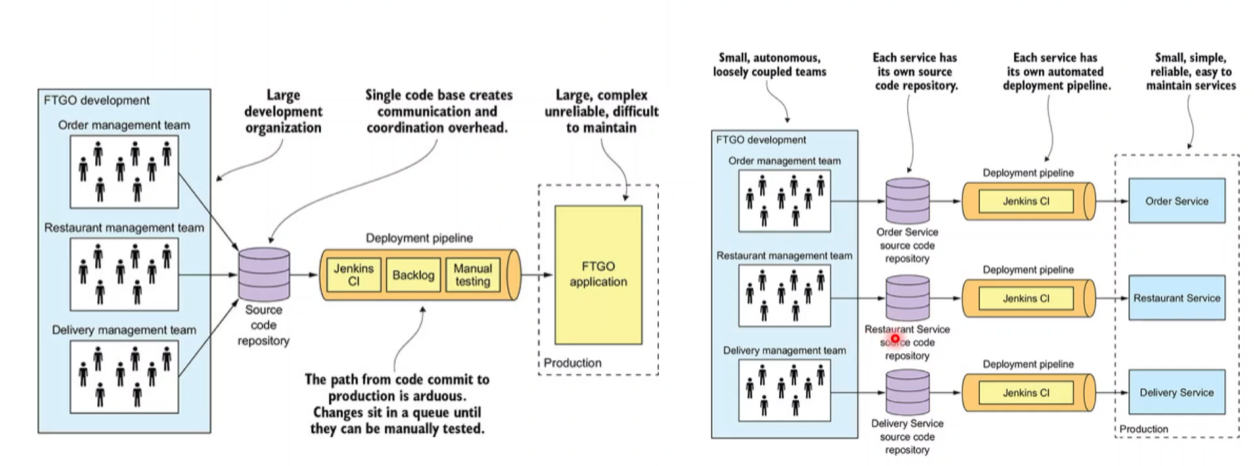 FTGO development
Order management team
Restaurant management team
Delivery management team
Large
development
organization
Single code base creates
communication and
coordination overhead.
Large, complex
unreliable, difficult
to maintain
Source
code
repository
Deployment pipeline
Jenkins
CI
Backlog
Manual
testing
FTGO
application
Production
The path from code commit to
production is arduous.
Changes sit in a queue until
they can be manually tested.
Small, autonomous,
loosely coupled teams
Each service has
its own source
code repository.
Each service has
its own automated
deployment pipeline.
Small, simple,
reliable, easy to
maintain services
FTGO development
Order management team
Restaurant management team
Delivery management team
Order Service
source code
repository
Deployment pipeline
Jenkins CI
Order Service
Restaurant Service
source code
repository
Deployment pipeline
Jenkins CI
Restaurant Service
Delivery Service
source code
repository
Deployment pipeline
Jenkins CI
Delivery Service
Production